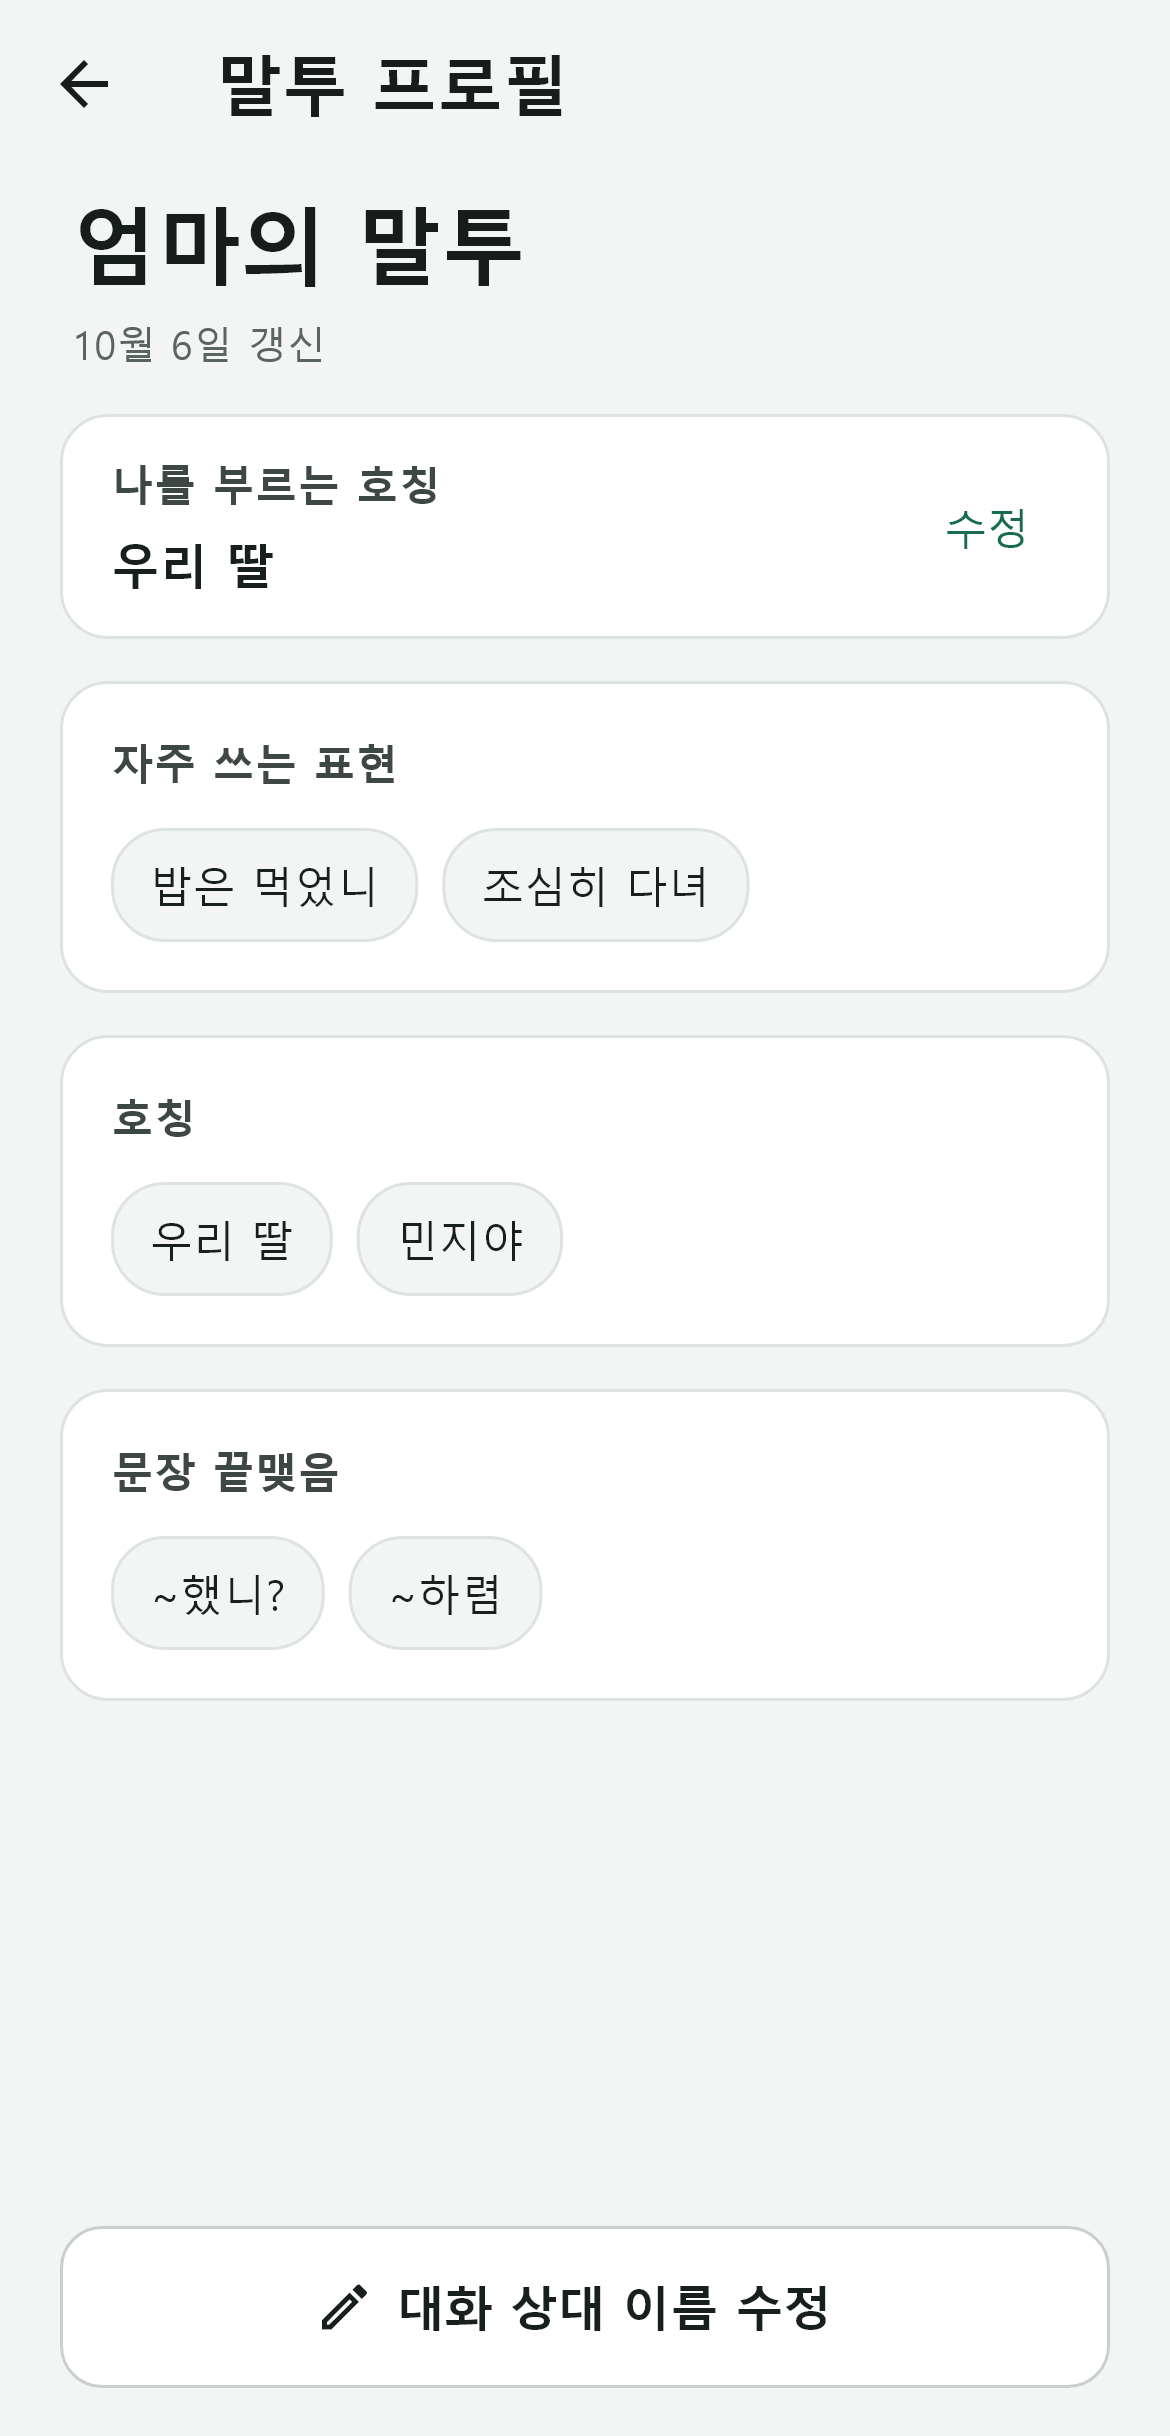 말투 프로필
엄마의 말투
10월 6일 갱신
나를 부르는 호칭
우리 딸
수정
자주 쓰는 표현
밥은 먹었니
조심히 다녀
호칭
우리 딸
민지야
문장 끝맺음
~했니?
~하렴
대화 상대 이름 수정